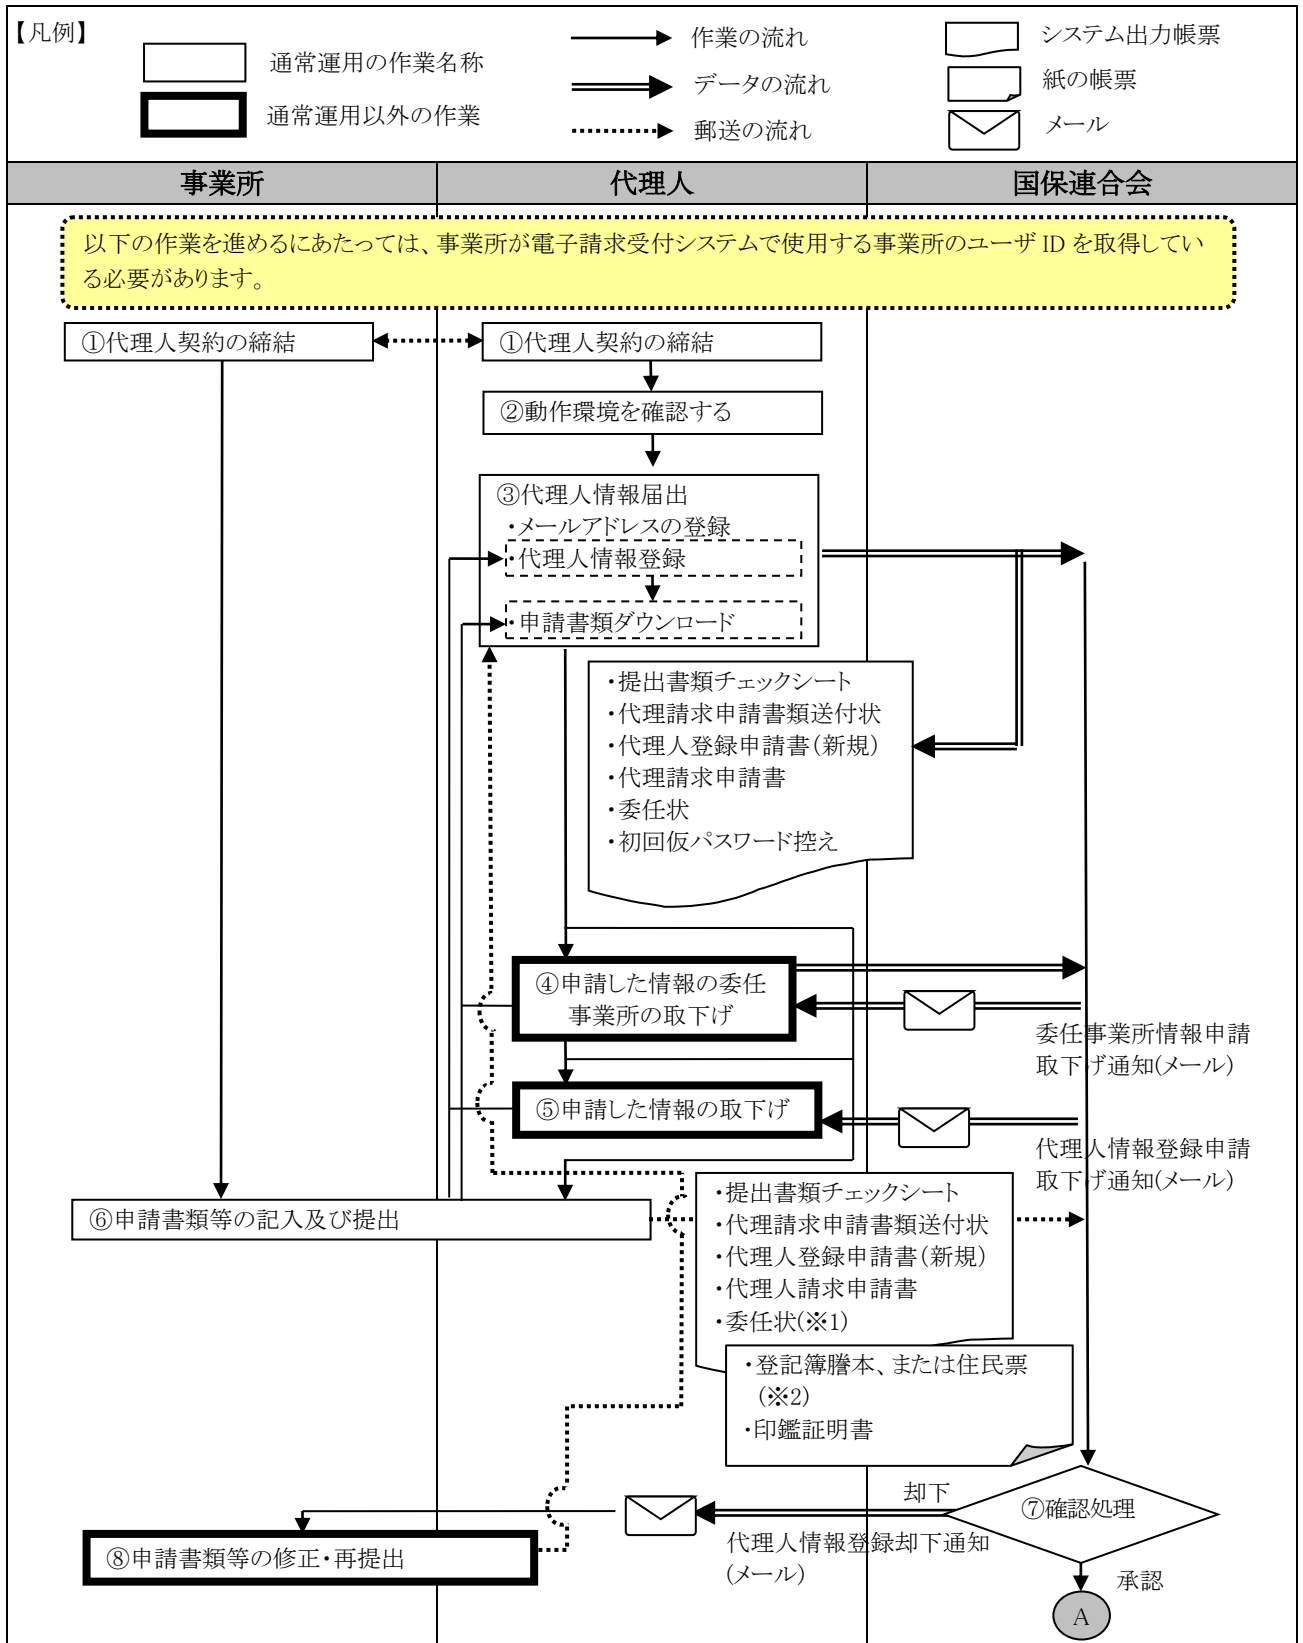 【凡例】
通常運用の作業名称
通常運用以外の作業
作業の流れ
データの流れ
郵送の流れ
システム出力帳票
紙の帳票
メール
事業所
代理人
国保連合会
以下の作業を進めるにあたっては、事業所が電子請求受付システムで使用する事業所のユーザ ID を取得してい
る必要があります。
①代理人契約の締結
①代理人契約の締結
②動作環境を確認する
③代理人情報届出
・メールアドレスの登録
・代理人情報登録
・申請書類ダウンロード
・提出書類チェックシート
・代理請求申請書類送付状
・代理人登録申請書(新規)
・代理請求申請書
・委任状
・初回仮パスワード控え
④申請した情報の委任
事業所の取下げ
委任事業所情報申請
取下げ通知(メール)
⑤申請した情報の取下げ
代理人情報登録申請
取下げ通知(メール)
⑥申請書類等の記入及び提出
・提出書類チェックシート
・代理請求申請書類送付状
・代理人登録申請書(新規)
・代理人請求申請書
・委任状(※1)
・登記簿謄本、または住民票
(※2)
・印鑑証明書
却下
⑦確認処理
代理人情報登録却下通知
(メール)
⑧申請書類等の修正・再提出
承認
A